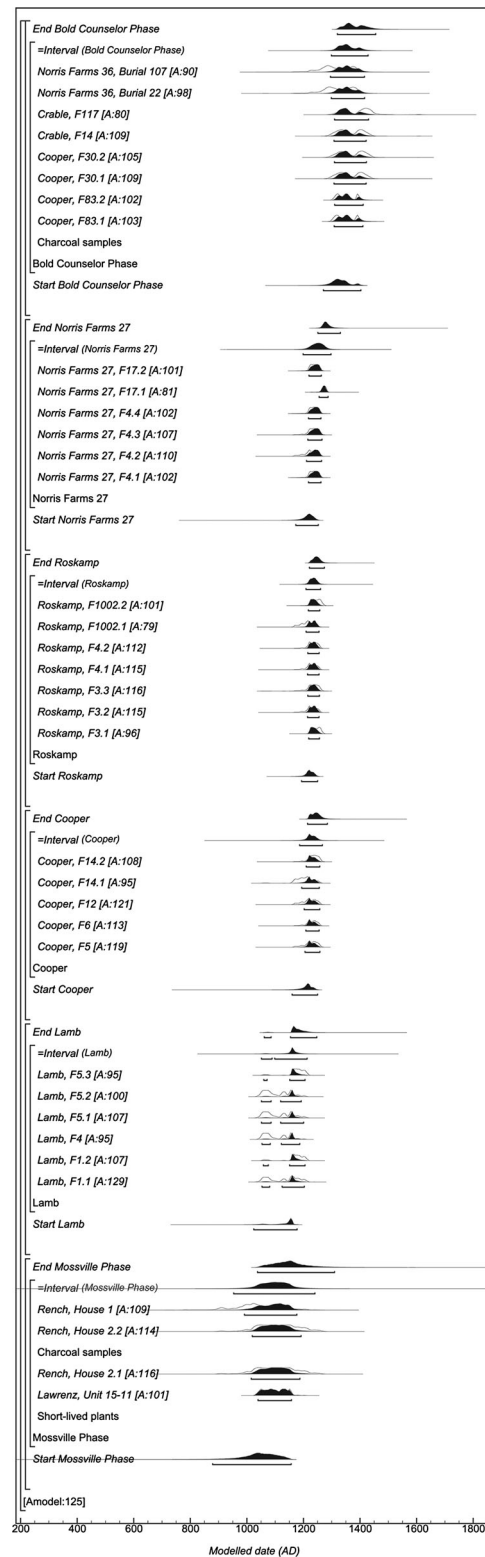 End Bold Counselor Phase
=Interval (Bold Counselor Phase)
Norris Farms 36, Burial 107 [A:90]
Norris Farms 36, Burial 22 [A:98]
Crable, F117 [A:80]
Crable, F14 [A:109]
Cooper, F30.2 [A:105]
Cooper, F30.1 [A:109]
Cooper, F83.2 [A:102]
Cooper, F83.1 [A:103]
Charcoal samples
Bold Counselor Phase
Start Bold Counselor Phase
End Norris Farms 27
=Interval (Norris Farms 27)
Norris Farms 27, F17.2 [A:101]
Norris Farms 27, F17.1 [A:81]
Norris Farms 27, F4.4 [A:102]
Norris Farms 27, F4.3 [A:107]
Norris Farms 27, F4.2 [A:110]
Norris Farms 27, F4.1 [A:102]
Norris Farms 27
Start Norris Farms 27
End Roskamp
=Interval (Roskamp)
Roskamp, F1002.2 [A:101]
Roskamp, F1002.1 [A:79]
Roskamp, F4.2 [A:112]
Roskamp, F4.1 [A:115]
Roskamp, F3.3 [A:116]
Roskamp, F3.2 [A:115]
Roskamp, F3.1 [A:96]
Roskamp
Start Roskamp
End Cooper
=Interval (Cooper)
Cooper, F14.2 [A:108]
Cooper, F14.1 [A:95]
Cooper, F12 [A:121]
Cooper, F6 [A:113]
Cooper, F5 [A:119]
Cooper
Start Cooper
End Lamb
=Interval (Lamb)
Lamb, F5.3 [A:95]
Lamb, F5.2 [A:100]
Lamb, F5.1 [A:107]
Lamb, F4 [A:95]
Lamb, F1.2 [A:107]
Lamb, F1.1 [A:129]
Lamb
Start Lamb
End Mossville Phase
=Interval (Mossville Phase)
Rench, House 1 [A:109]
Rench, House 2.2 [A:114]
Charcoal samples
Rench, House 2.1 [A:116]
Lawrenz, Unit 15-11 [A:101]
Short-lived plants
Mossville Phase
Start Mossville Phase
[Amodel:125]
200 400 600 800 1000 1200 1400 1600 1800
Modelled date (AD)